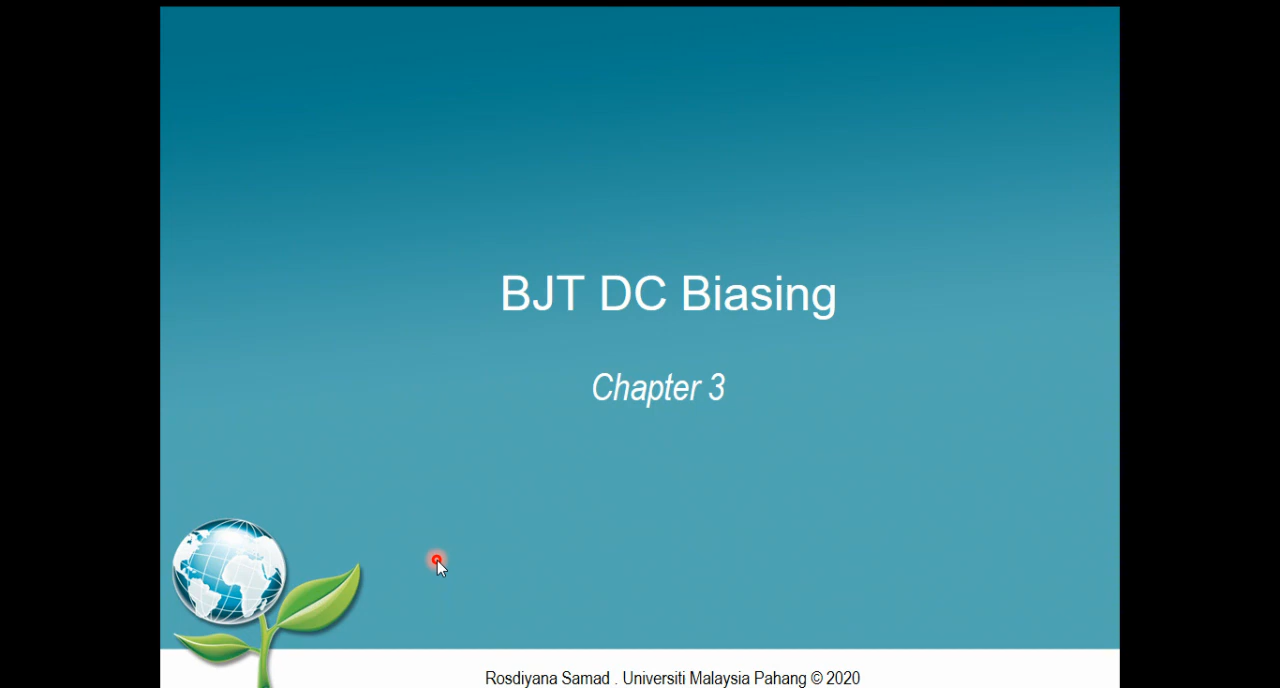 BJT DC Biasing
Chapter 3
Rosdiyana Samad . Universiti Malaysia Pahang © 2020